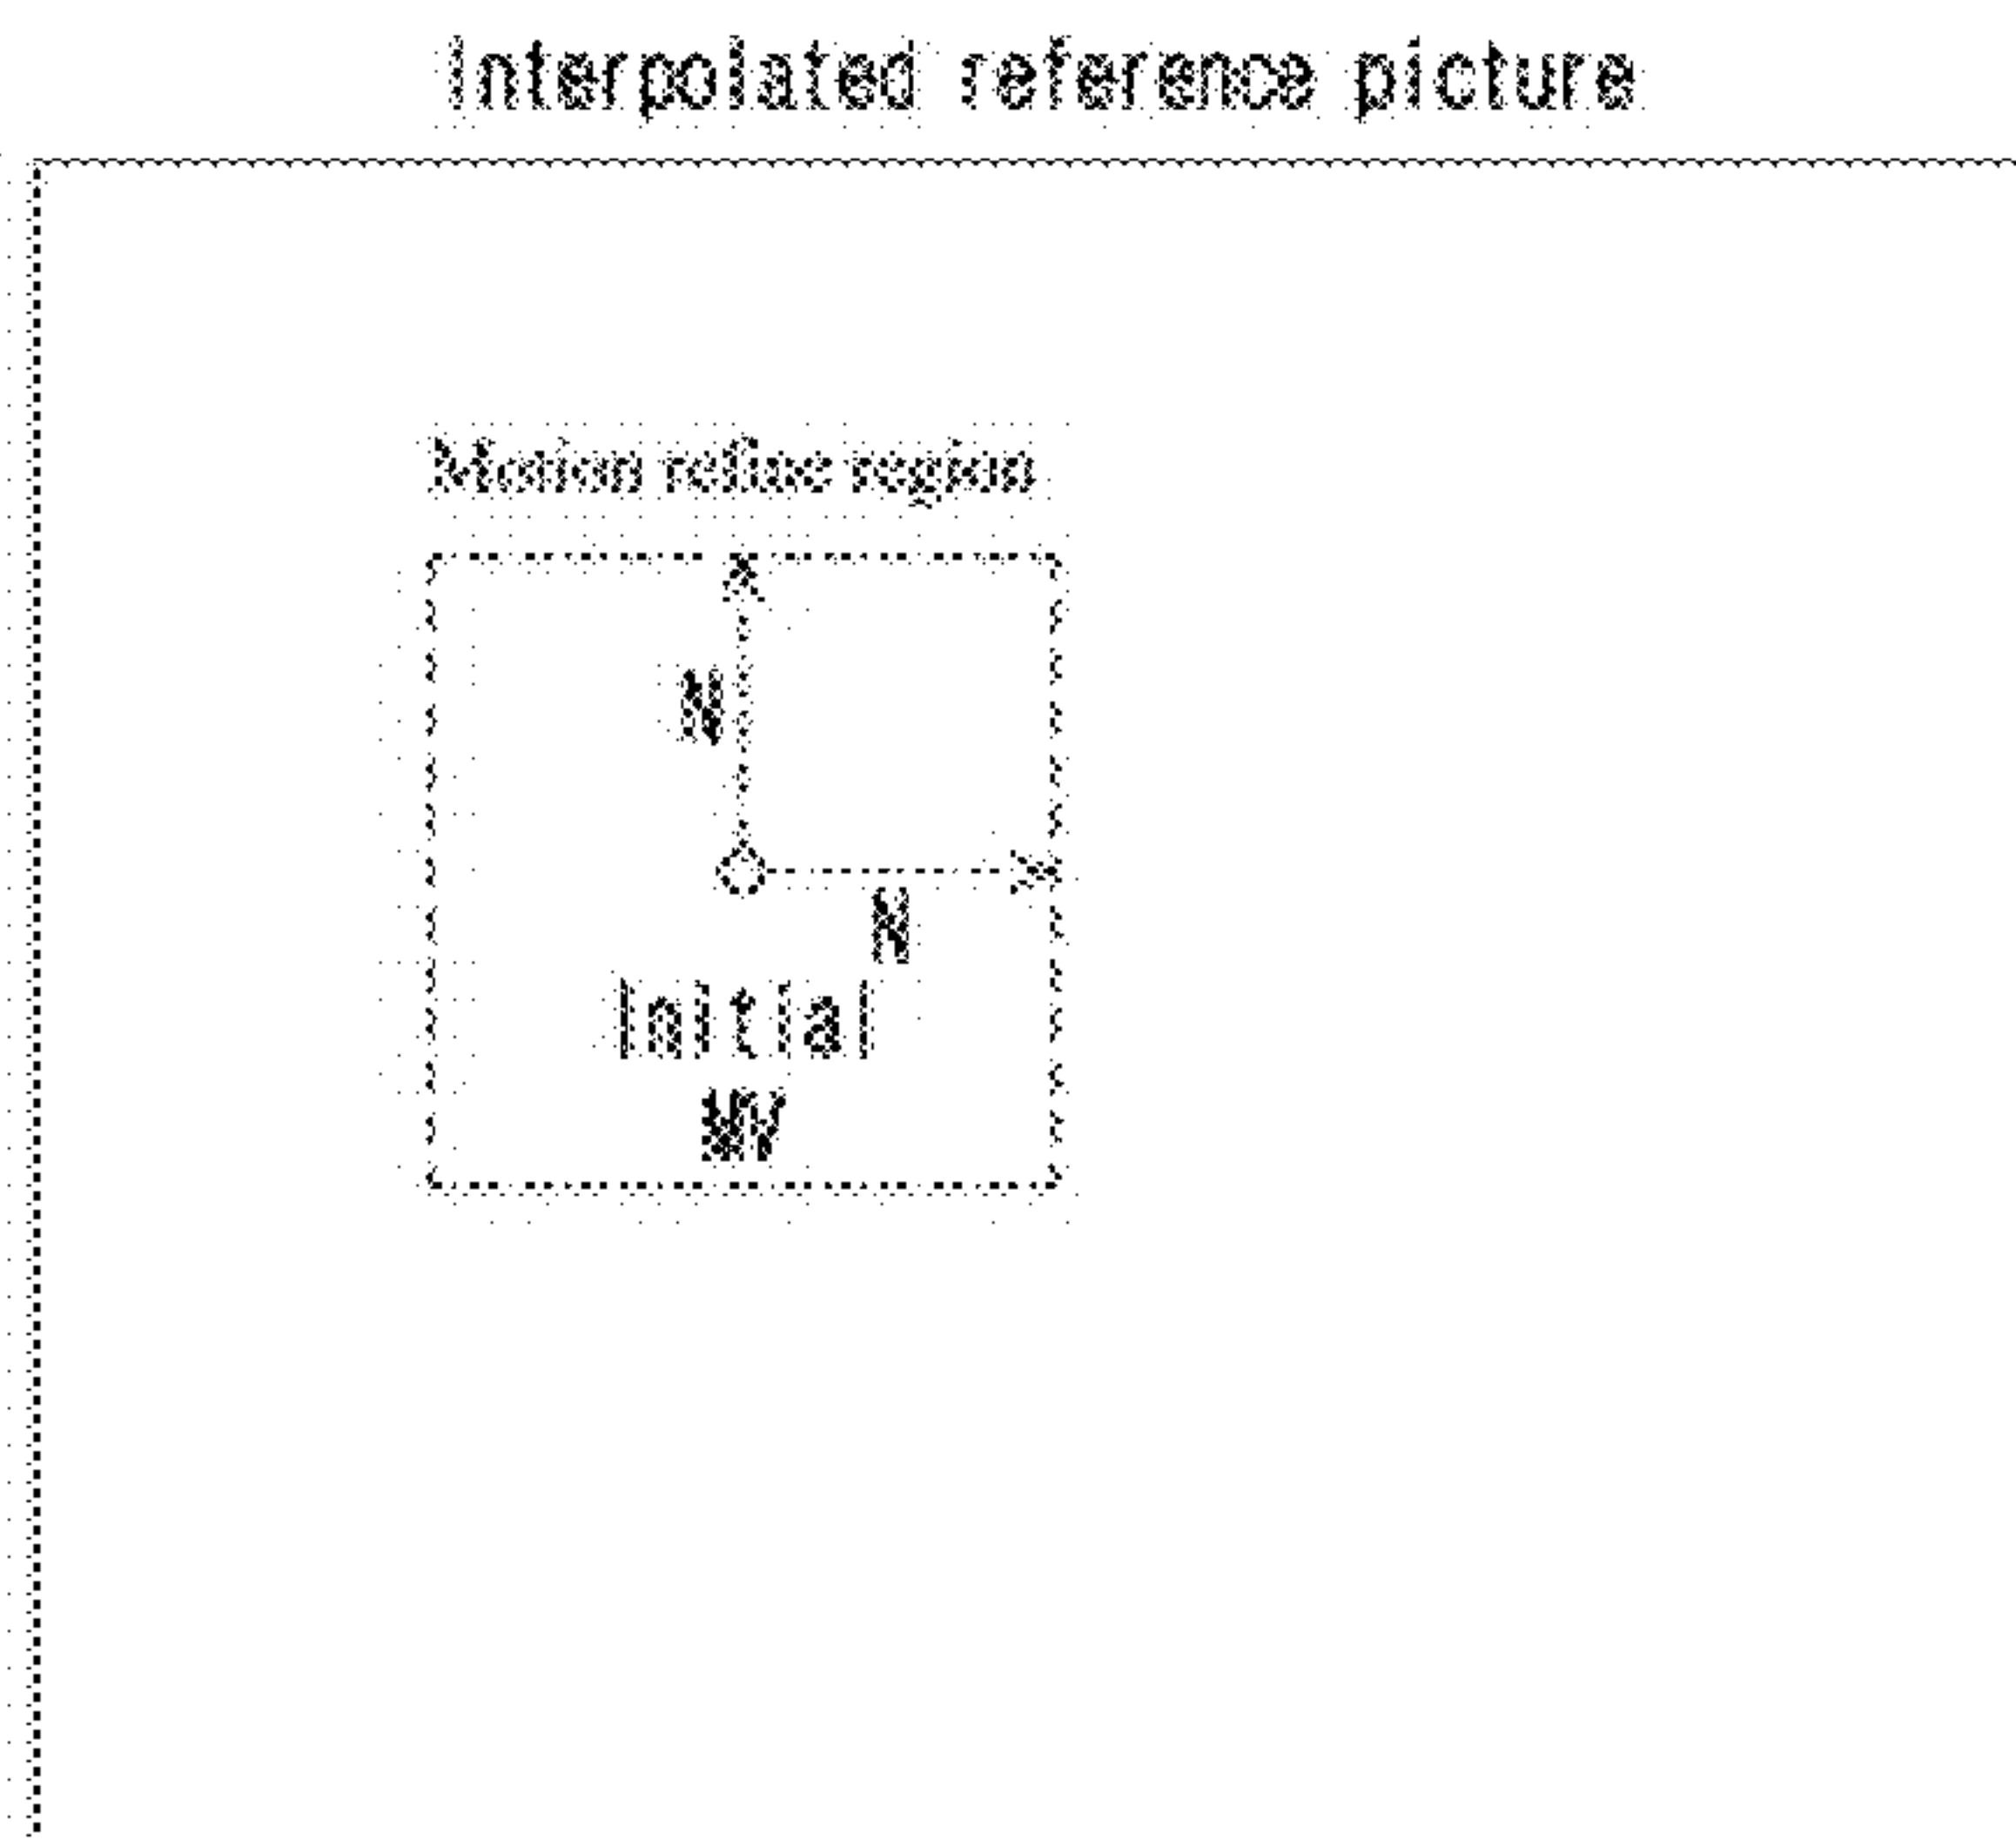 Interpolated reference picture
Motion refine region
N
N
Initial
MV